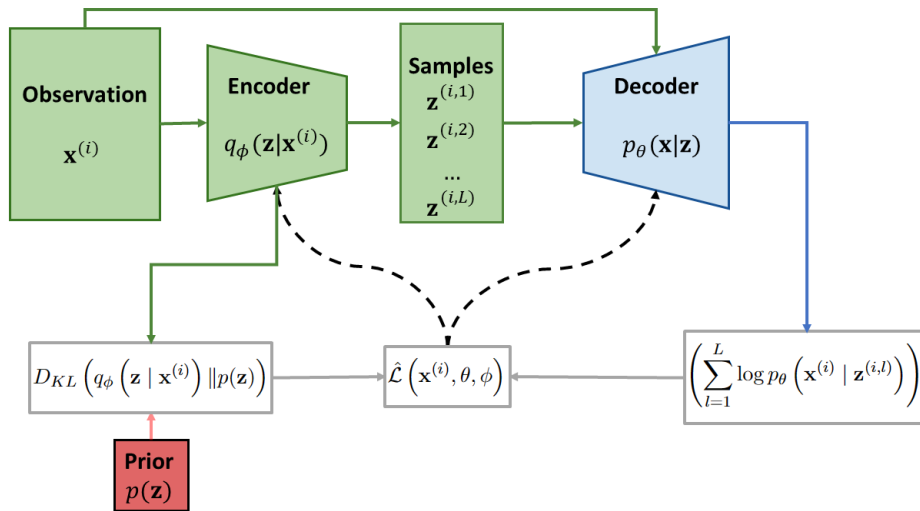 Observation
𝐱^(i)
Encoder
q_ϕ(𝐳|𝐱^(i))
Samples
𝐳^(i,1)
𝐳^(i,2)
...
𝐳^(i,L)
Decoder
p_θ(𝐱|𝐳)
D_KL (q_ϕ (𝐳 ∣ 𝐱^(i)) ‖p(𝐳))
ℒ̂ (𝐱^(i), θ, ϕ)
(∑_{l=1}^{L} log p_θ (𝐱^(i) ∣ 𝐳^(i,l)))
Prior
p(𝐳)